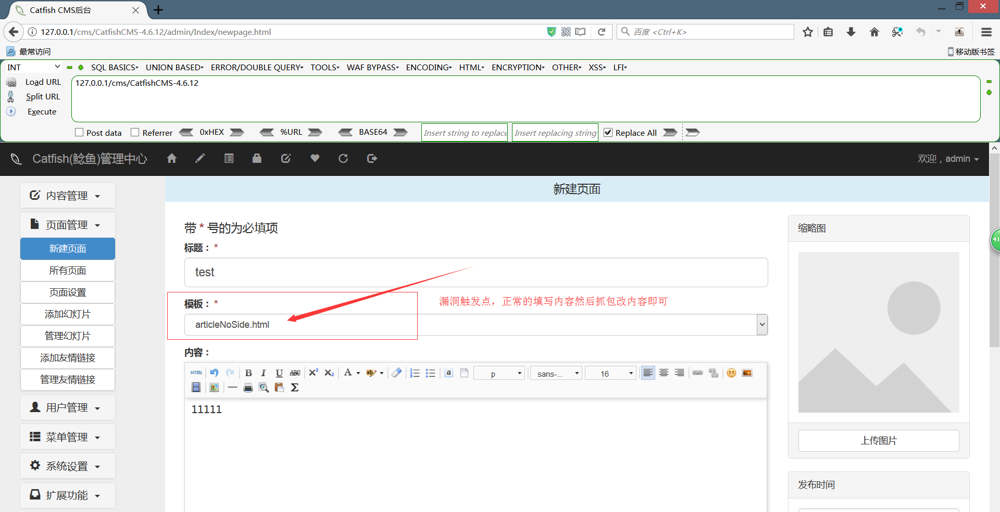 Catfish CMS后台
127.0.0.1/cms/CatfishCMS-4.6.12/admin/Index/newpage.html
百度 <Ctrl+K>
最常访问
移动版书签
INT
SQL BASICS
UNION BASED
ERROR/DOUBLE QUERY
TOOLS
WAF BYPASS
ENCODING
HTML
ENCRYPTION
OTHER
XSS
LFI
Load URL
127.0.0.1/cms/CatfishCMS-4.6.12
Split URL
Execute
Post data
Referrer
0xHEX
%URL
BASE64
Insert string to replace
Insert replacing string
Replace All
Catfish(鲶鱼)管理中心
欢迎，admin
内容管理
页面管理
新建页面
所有页面
页面设置
添加幻灯片
管理幻灯片
添加友情链接
管理友情链接
用户管理
菜单管理
系统设置
扩展功能
新建页面
带 * 号的为必填项
标题： *
test
模板： *
漏洞触发点，正常的填写内容然后抓包改内容即可
articleNoSide.html
内容：
HTML
B I U ABC X² X₂ A ab
a
p
sans-...
16
Σ
11111
缩略图
上传图片
发布时间
41